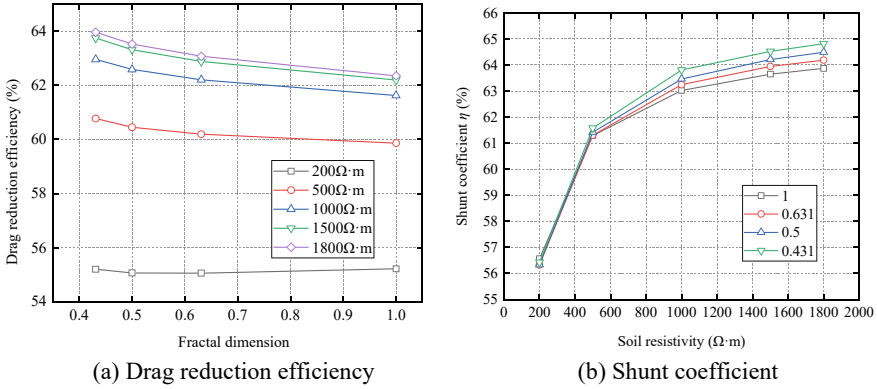 64
62
60
58
56
54
Drag reduction efficiency (%)
0.4 0.5 0.6 0.7 0.8 0.9 1.0
Fractal dimension
200Ω·m
500Ω·m
1000Ω·m
1500Ω·m
1800Ω·m
(a) Drag reduction efficiency
66
65
64
63
62
61
60
59
58
57
56
55
Shunt coefficient η (%)
0 200 400 600 800 1000 1200 1400 1600 1800 2000
Soil resistivity (Ω·m)
1
0.631
0.5
0.431
(b) Shunt coefficient